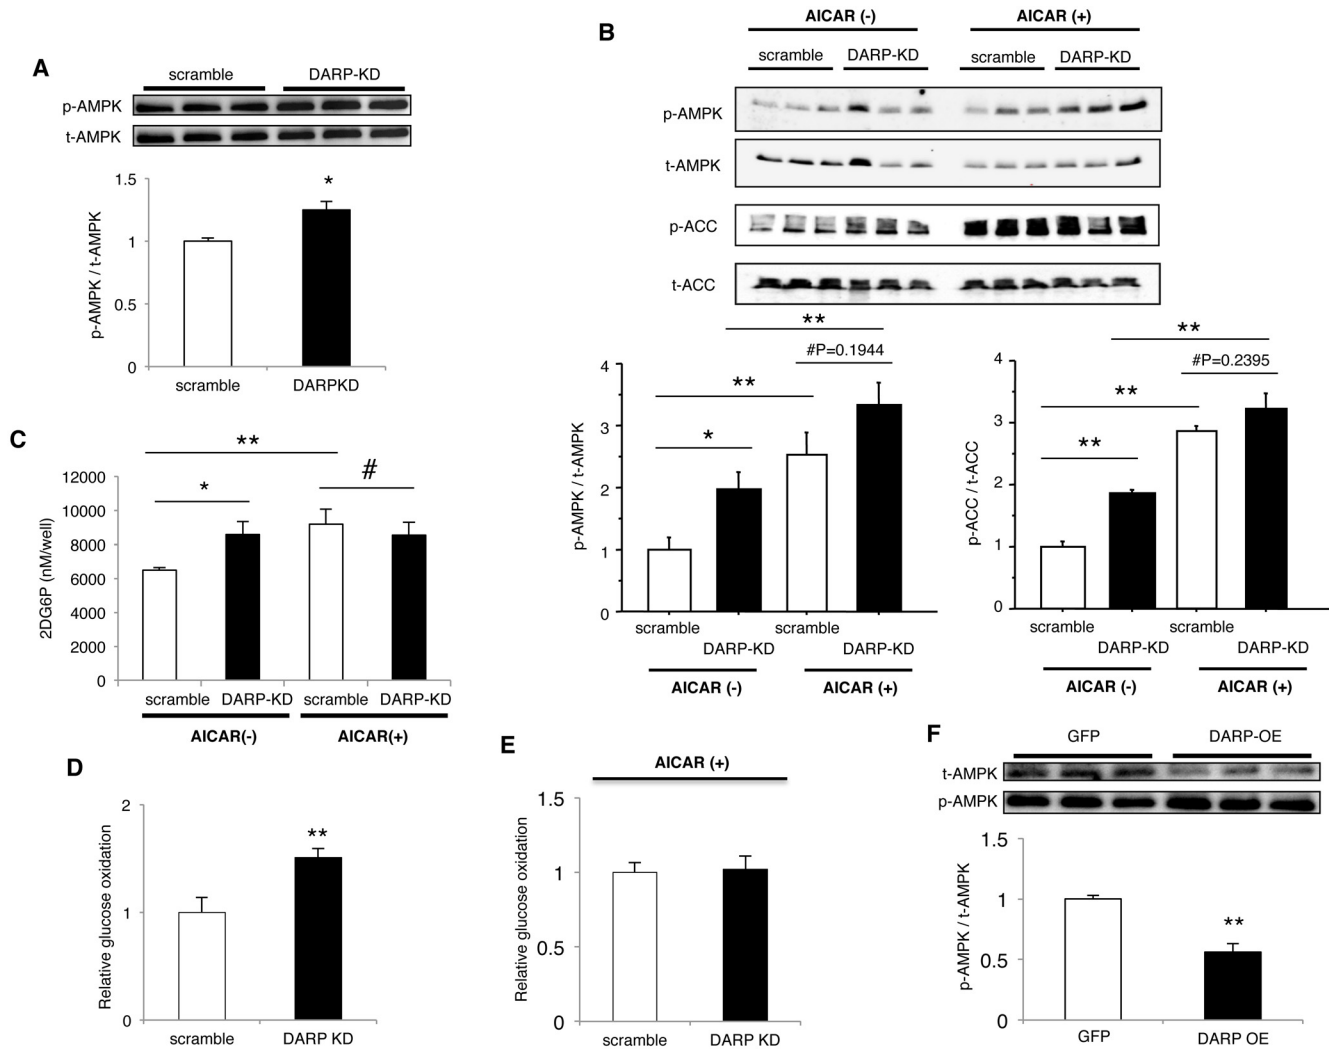 A
scramble
DARP-KD
p-AMPK
t-AMPK
p-AMPK / t-AMPK
1.5
1
0.5
0
*
scramble
DARPKD
B
AICAR (-)
AICAR (+)
scramble
DARP-KD
scramble
DARP-KD
p-AMPK
t-AMPK
p-ACC
t-ACC
p-AMPK / t-AMPK
4
3
2
1
0
**
#P=0.1944
**
*
scramble
DARP-KD
scramble
DARP-KD
AICAR (-)
AICAR (+)
p-ACC / t-ACC
4
3
2
1
0
**
#P=0.2395
**
**
scramble
DARP-KD
scramble
DARP-KD
AICAR (-)
AICAR (+)
C
2DG6P (nM/well)
12000
10000
8000
6000
4000
2000
0
**
*
#
scramble
DARP-KD
scramble
DARP-KD
AICAR(-)
AICAR(+)
D
Relative glucose oxidation
2
1
0
**
scramble
DARP KD
E
AICAR (+)
Relative glucose oxidation
1.5
1
0.5
0
scramble
DARP KD
F
GFP
DARP-OE
t-AMPK
p-AMPK
p-AMPK / t-AMPK
1.5
1
0.5
0
**
GFP
DARP OE